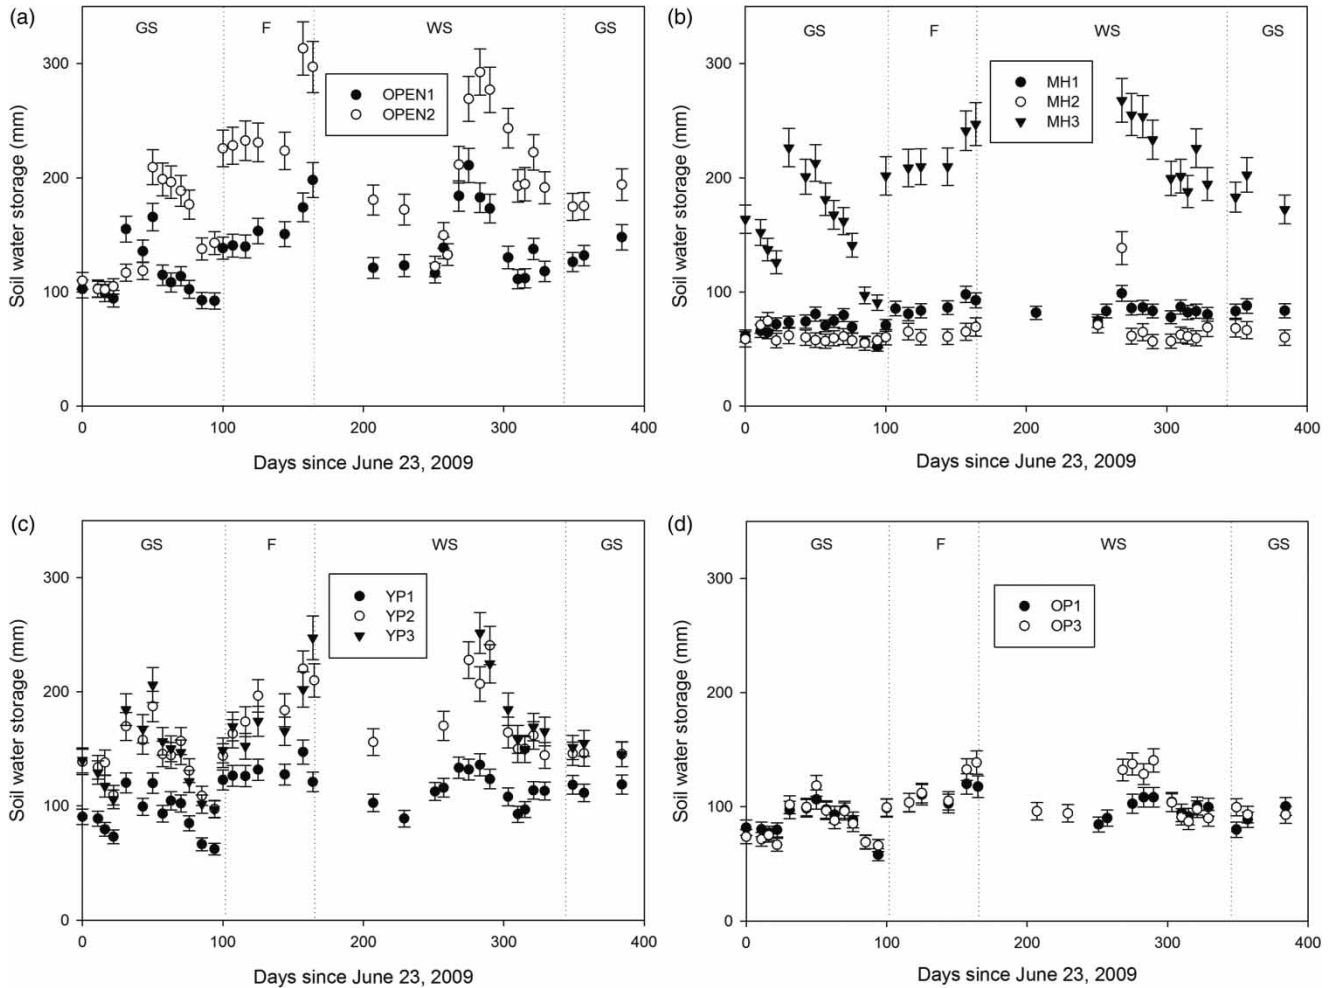 (a)
GS F WS GS
300
200
100
0
Soil water storage (mm)
OPEN1
OPEN2
0 100 200 300 400
Days since June 23, 2009
(b)
GS F WS GS
300
200
100
0
Soil water storage (mm)
MH1
MH2
MH3
0 100 200 300 400
Days since June 23, 2009
(c)
GS F WS GS
300
200
100
0
Soil water storage (mm)
YP1
YP2
YP3
0 100 200 300 400
Days since June 23, 2009
(d)
GS F WS GS
300
200
100
0
Soil water storage (mm)
OP1
OP3
0 100 200 300 400
Days since June 23, 2009